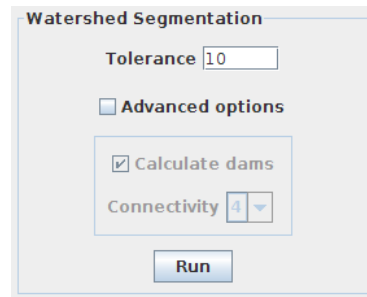 Watershed Segmentation
Tolerance 10
Advanced options
Calculate dams
Connectivity 4
Run